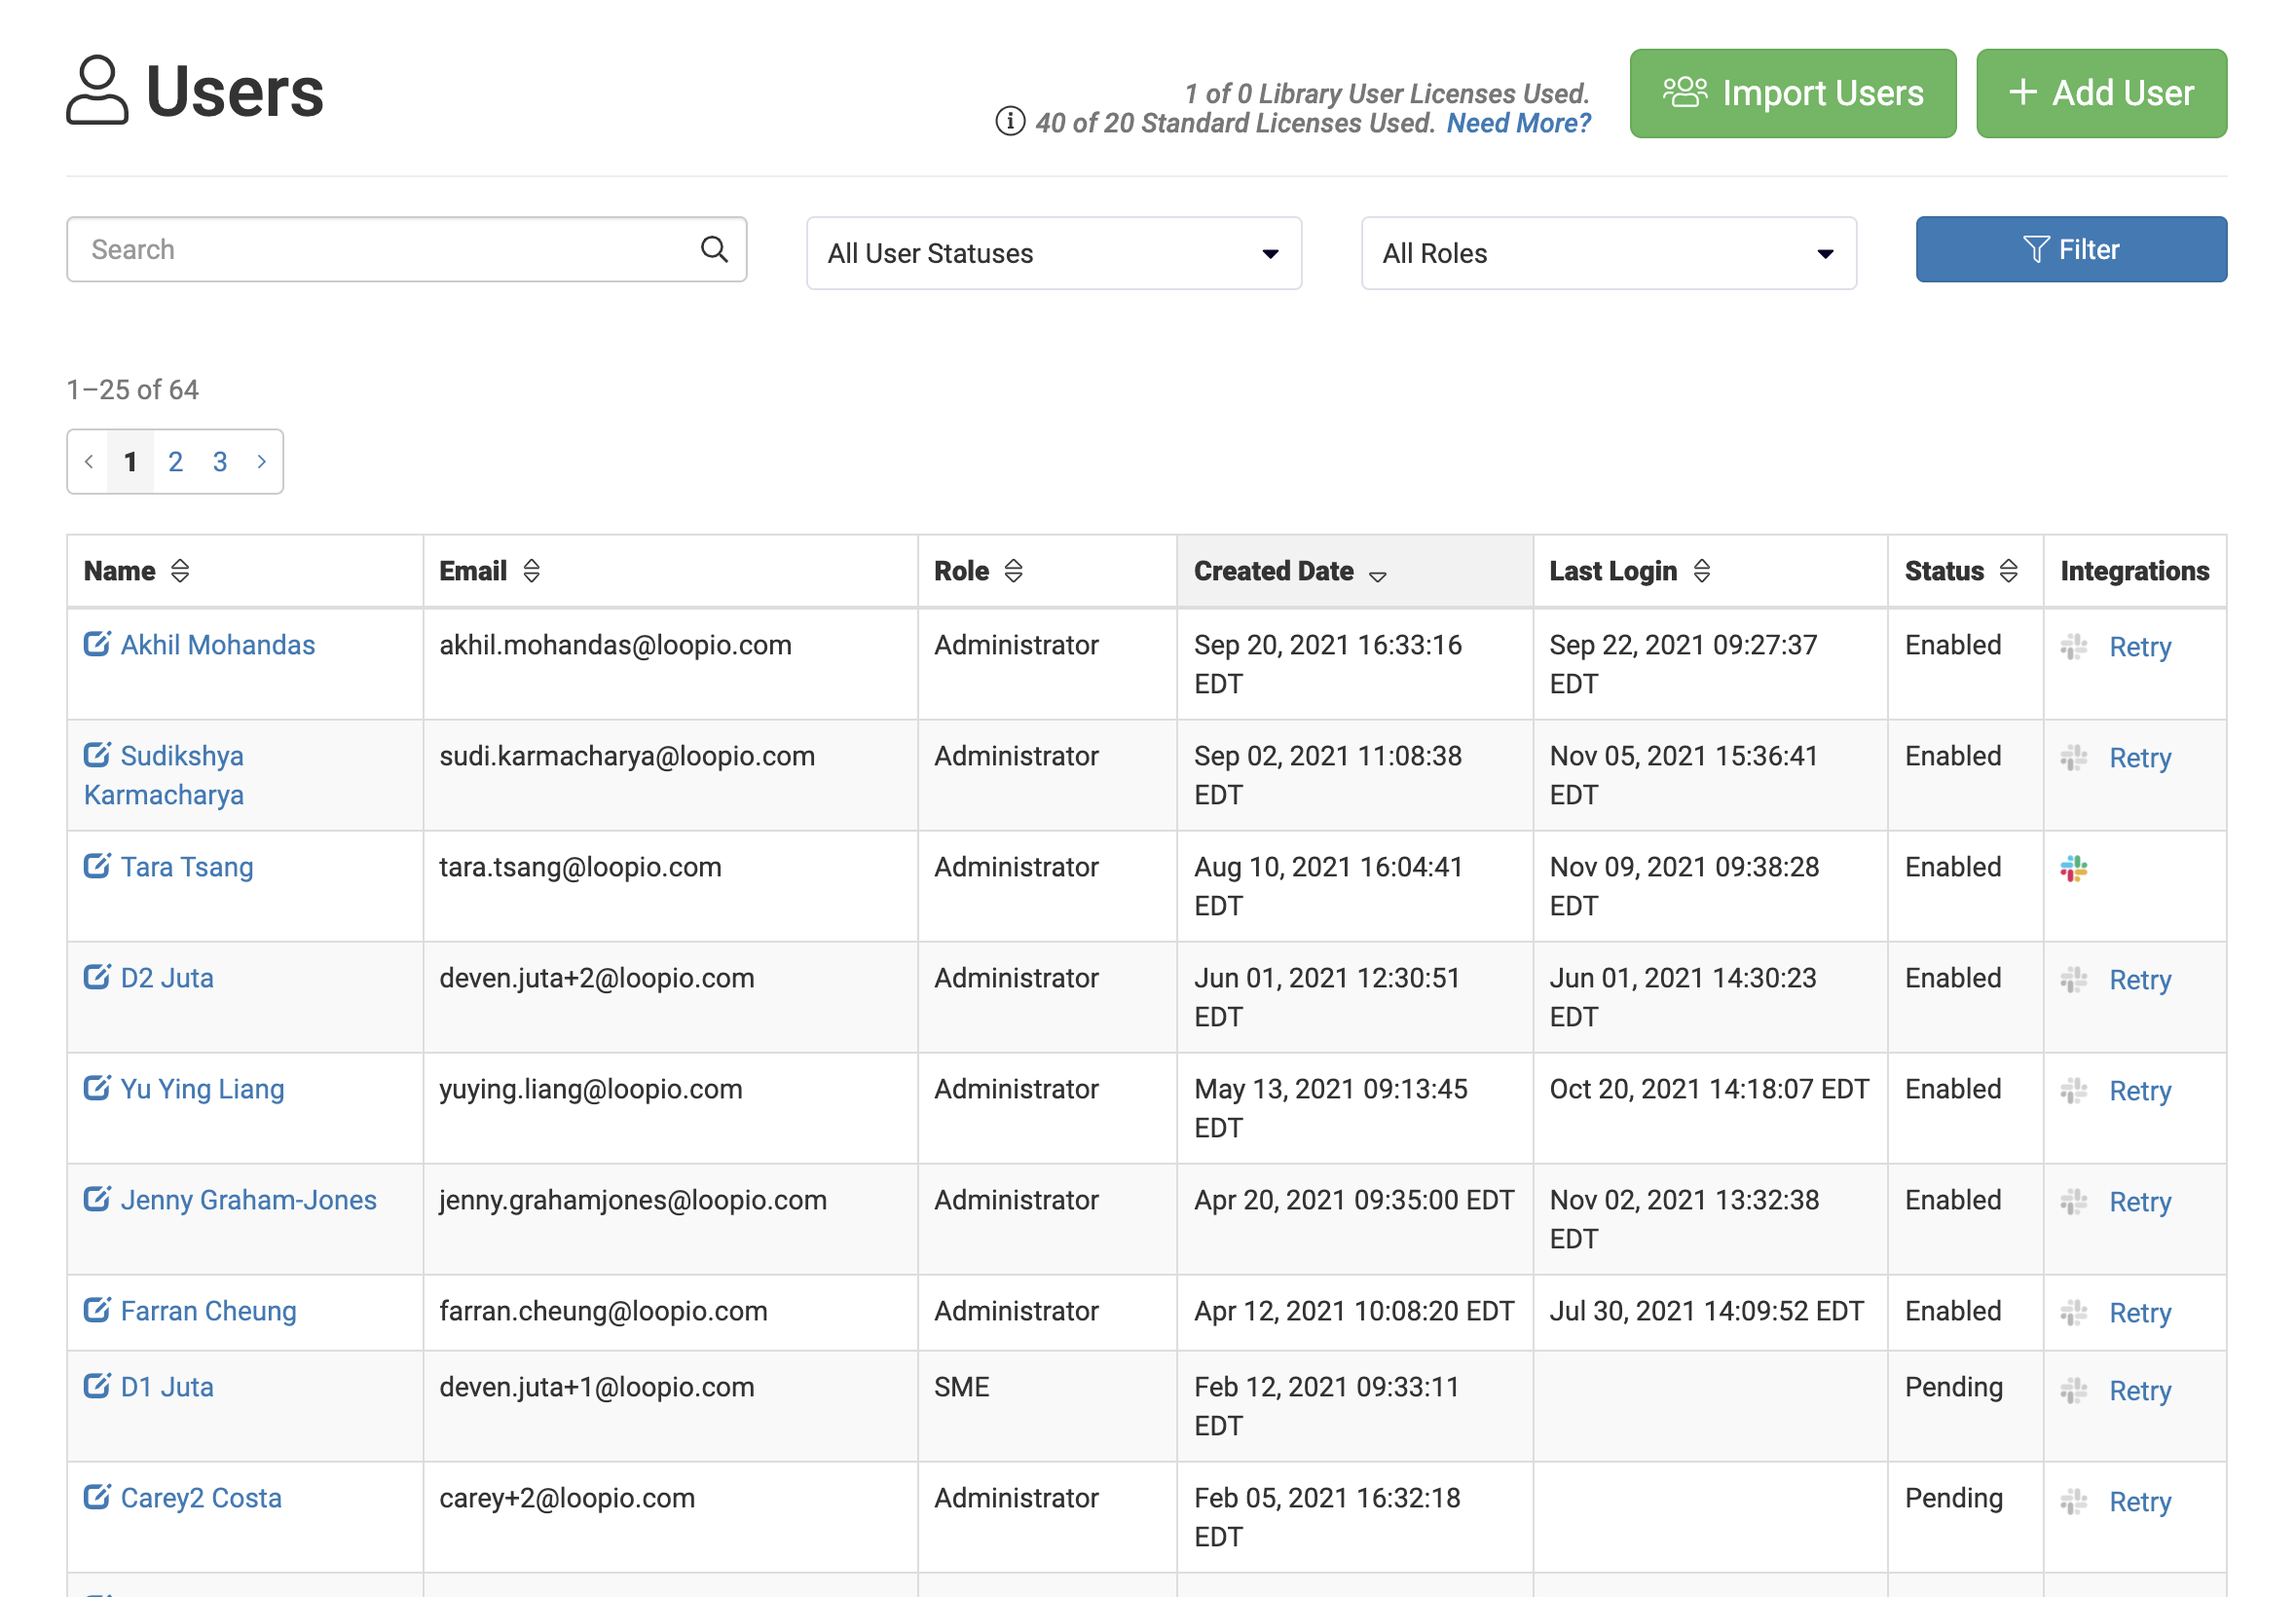 Users
1 of 0 Library User Licenses Used.
40 of 20 Standard Licenses Used. Need More?
Import Users
+ Add User
Search
All User Statuses
All Roles
Filter
1–25 of 64
‹ 1 2 3 ›
Name Email Role Created Date Last Login Status Integrations
Akhil Mohandas akhil.mohandas@loopio.com Administrator Sep 20, 2021 16:33:16 Sep 22, 2021 09:27:37 Enabled Retry
EDT EDT
Sudikshya sudi.karmacharya@loopio.com Administrator Sep 02, 2021 11:08:38 Nov 05, 2021 15:36:41 Enabled Retry
Karmacharya EDT EDT
Tara Tsang tara.tsang@loopio.com Administrator Aug 10, 2021 16:04:41 Nov 09, 2021 09:38:28 Enabled
EDT EDT
D2 Juta deven.juta+2@loopio.com Administrator Jun 01, 2021 12:30:51 Jun 01, 2021 14:30:23 Enabled Retry
EDT EDT
Yu Ying Liang yuying.liang@loopio.com Administrator May 13, 2021 09:13:45 Oct 20, 2021 14:18:07 EDT Enabled Retry
EDT
Jenny Graham-Jones jenny.grahamjones@loopio.com Administrator Apr 20, 2021 09:35:00 EDT Nov 02, 2021 13:32:38 Enabled Retry
EDT
Farran Cheung farran.cheung@loopio.com Administrator Apr 12, 2021 10:08:20 EDT Jul 30, 2021 14:09:52 EDT Enabled Retry
D1 Juta deven.juta+1@loopio.com SME Feb 12, 2021 09:33:11 Pending Retry
EDT
Carey2 Costa carey+2@loopio.com Administrator Feb 05, 2021 16:32:18 Pending Retry
EDT